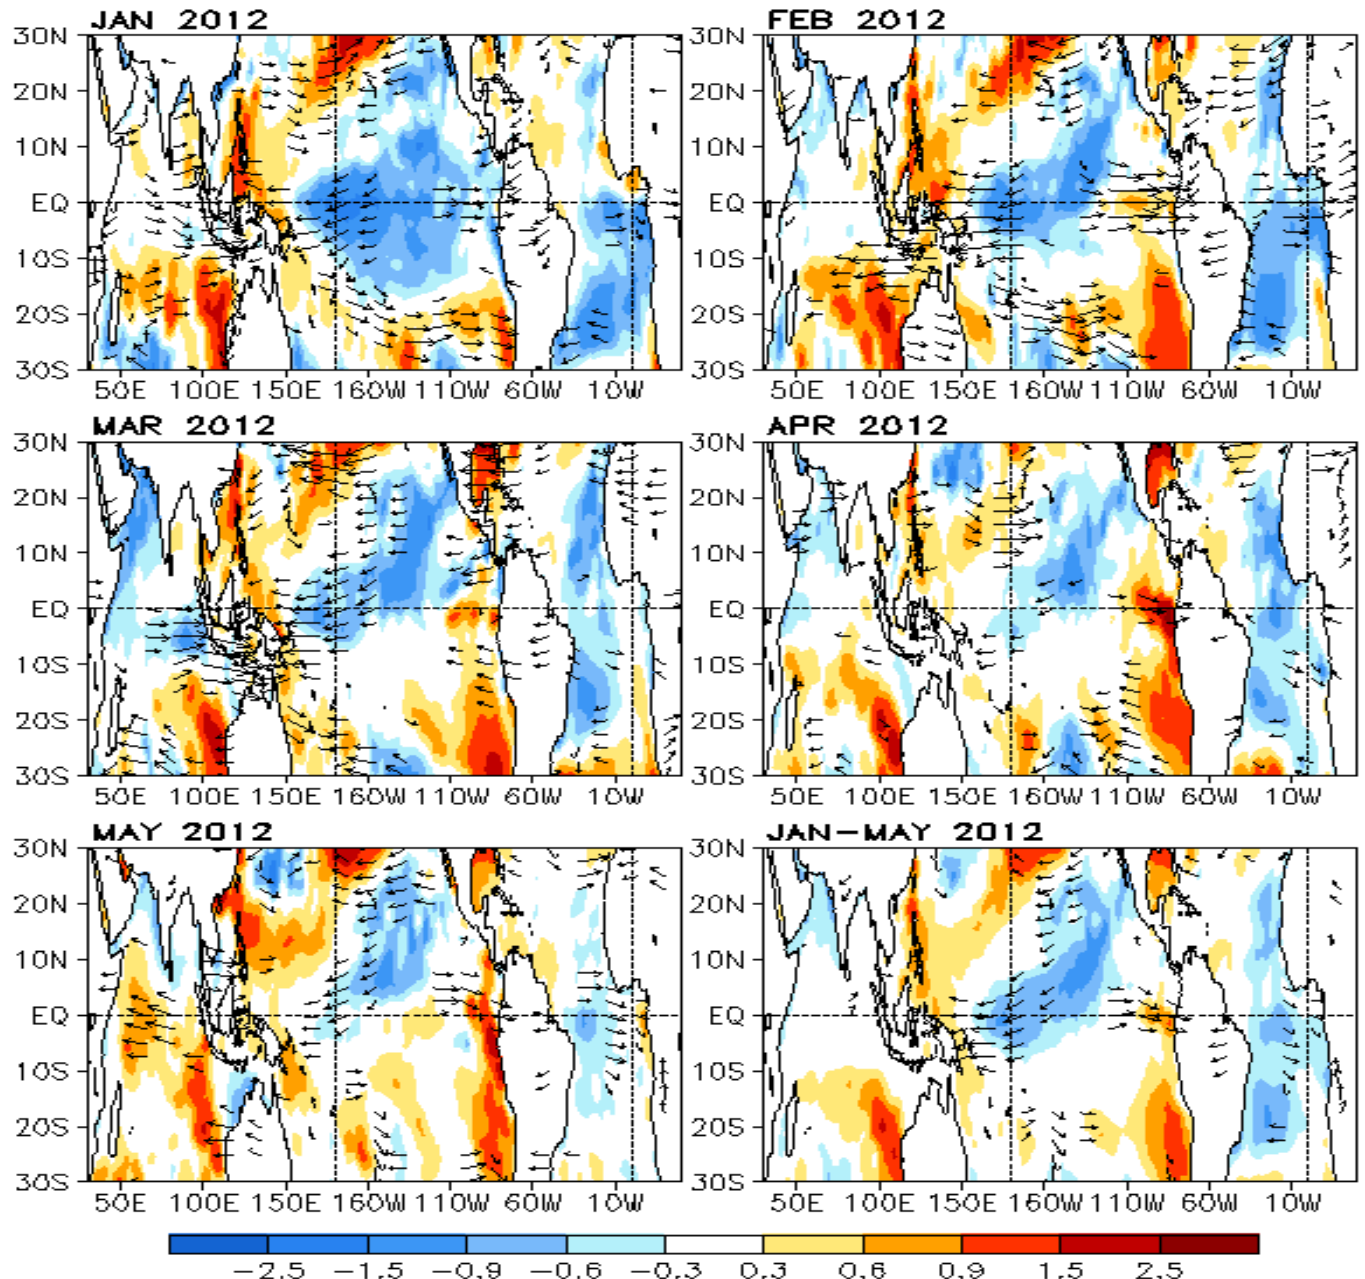 JAN 2012 FEB 2012
30N 30N
20N 20N
10N 10N
EQ EQ
10S 10S
20S 20S
30S 30S
50E 100E 150E 160W 110W 60W 10W 50E 100E 150E 160W 110W 60W 10W
MAR 2012 APR 2012
30N 30N
20N 20N
10N 10N
EQ EQ
10S 10S
20S 20S
30S 30S
50E 100E 150E 160W 110W 60W 10W 50E 100E 150E 160W 110W 60W 10W
MAY 2012 JAN-MAY 2012
30N 30N
20N 20N
10N 10N
EQ EQ
10S 10S
20S 20S
30S 30S
50E 100E 150E 160W 110W 60W 10W 50E 100E 150E 160W 110W 60W 10W
-2.5 -1.5 -0.9 -0.6 -0.3 0.3 0.6 0.9 1.5 2.5